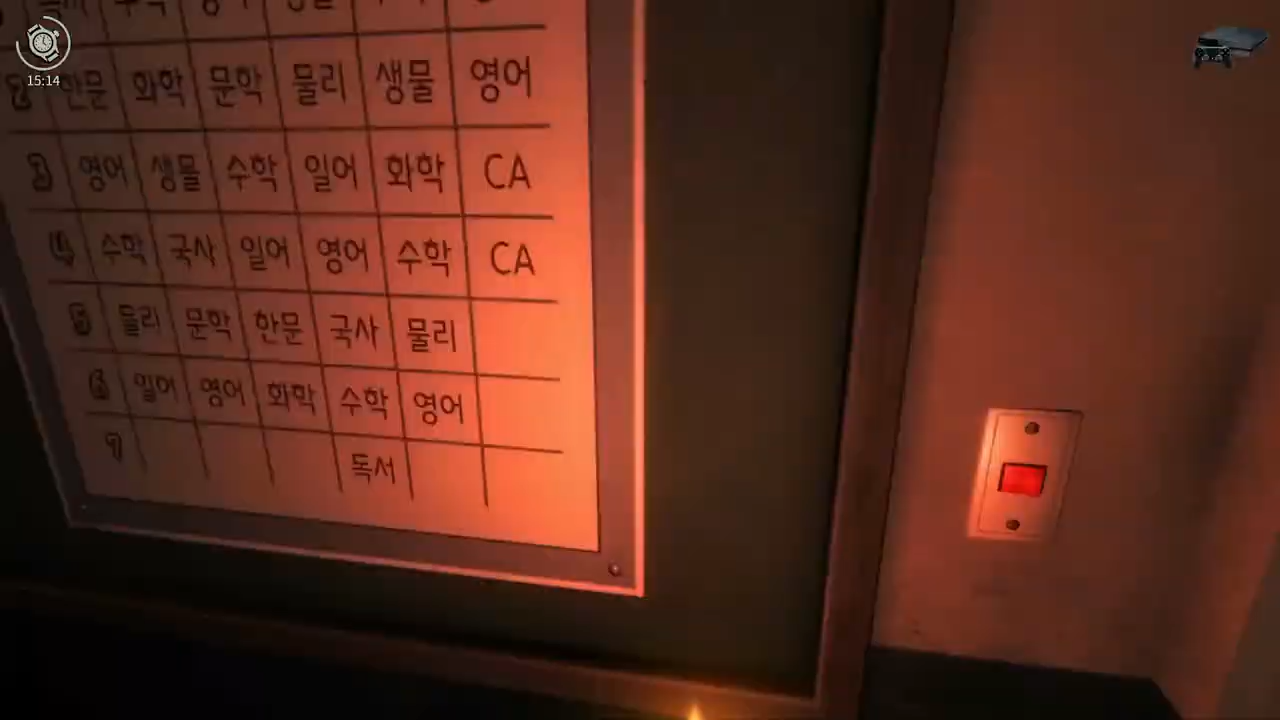 15:14
2 한문 화학 문학 물리 생물 영어
3 영어 생물 수학 일어 화학 CA
4 수학 국사 일어 영어 수학 CA
5 물리 문학 한문 국사 물리
6 일어 영어 화학 수학 영어
7 독서